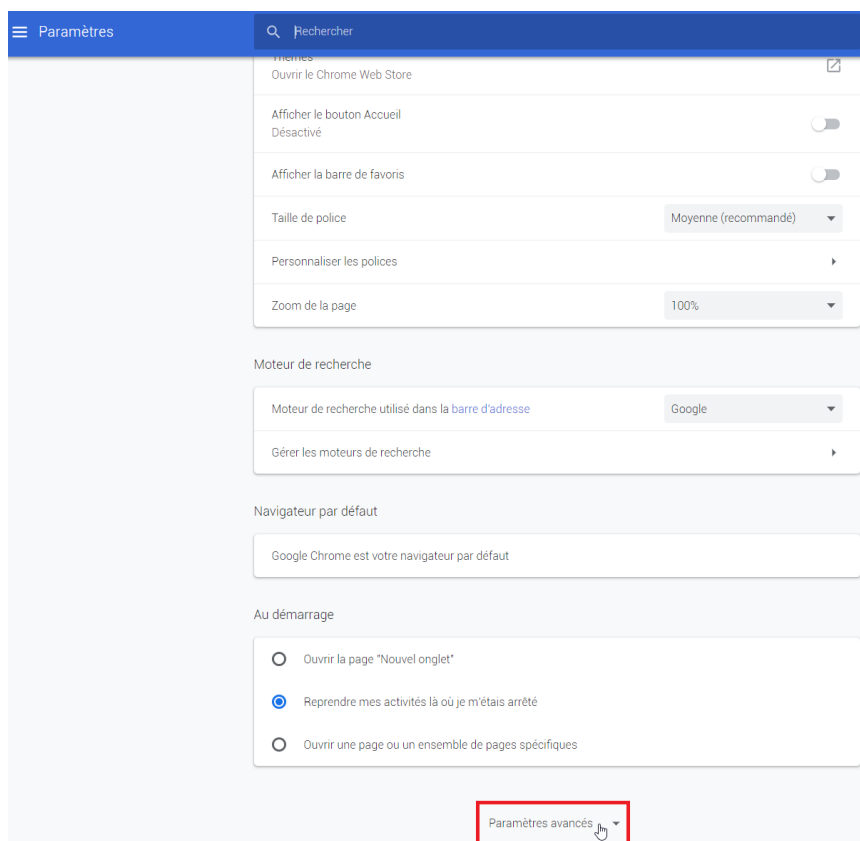 Paramètres
Rechercher
Thèmes
Ouvrir le Chrome Web Store
Afficher le bouton Accueil
Désactivé
Afficher la barre de favoris
Taille de police
Moyenne (recommandé)
Personnaliser les polices
Zoom de la page
100%
Moteur de recherche
Moteur de recherche utilisé dans la barre d'adresse
Google
Gérer les moteurs de recherche
Navigateur par défaut
Google Chrome est votre navigateur par défaut
Au démarrage
Ouvrir la page "Nouvel onglet"
Reprendre mes activités là où je m'étais arrêté
Ouvrir une page ou un ensemble de pages spécifiques
Paramètres avancés